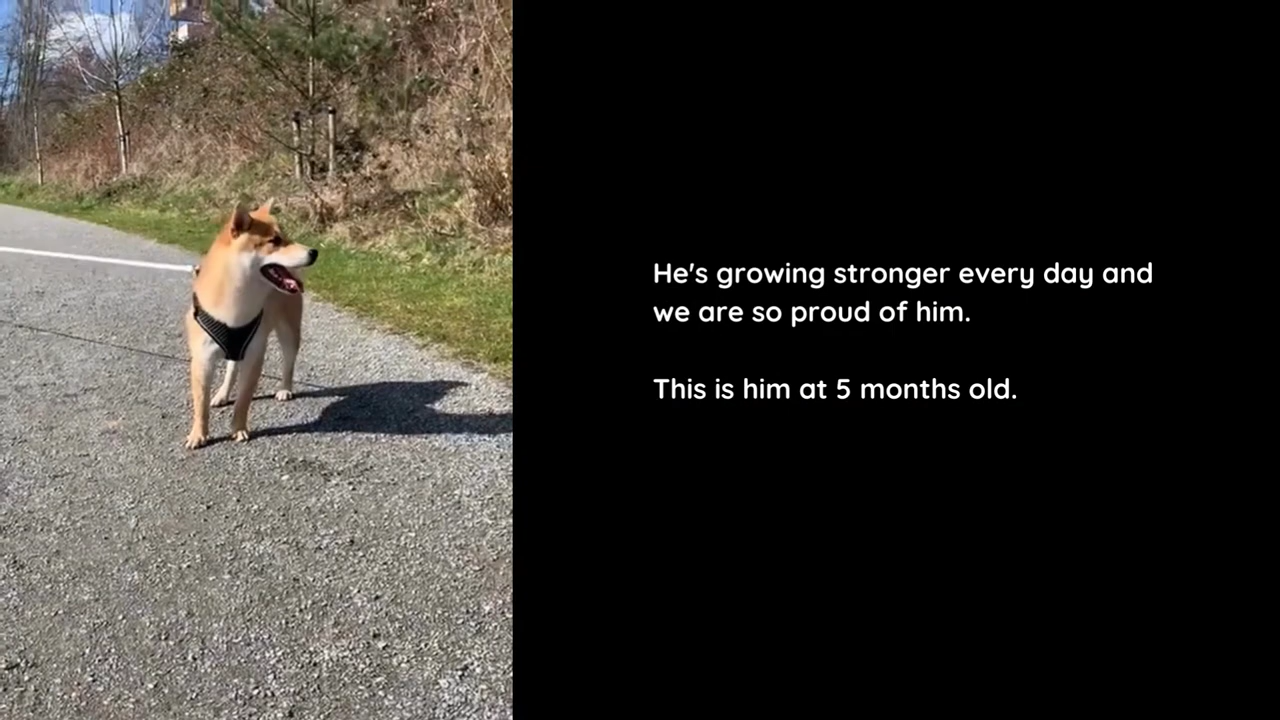 He's growing stronger every day and
we are so proud of him.
This is him at 5 months old.